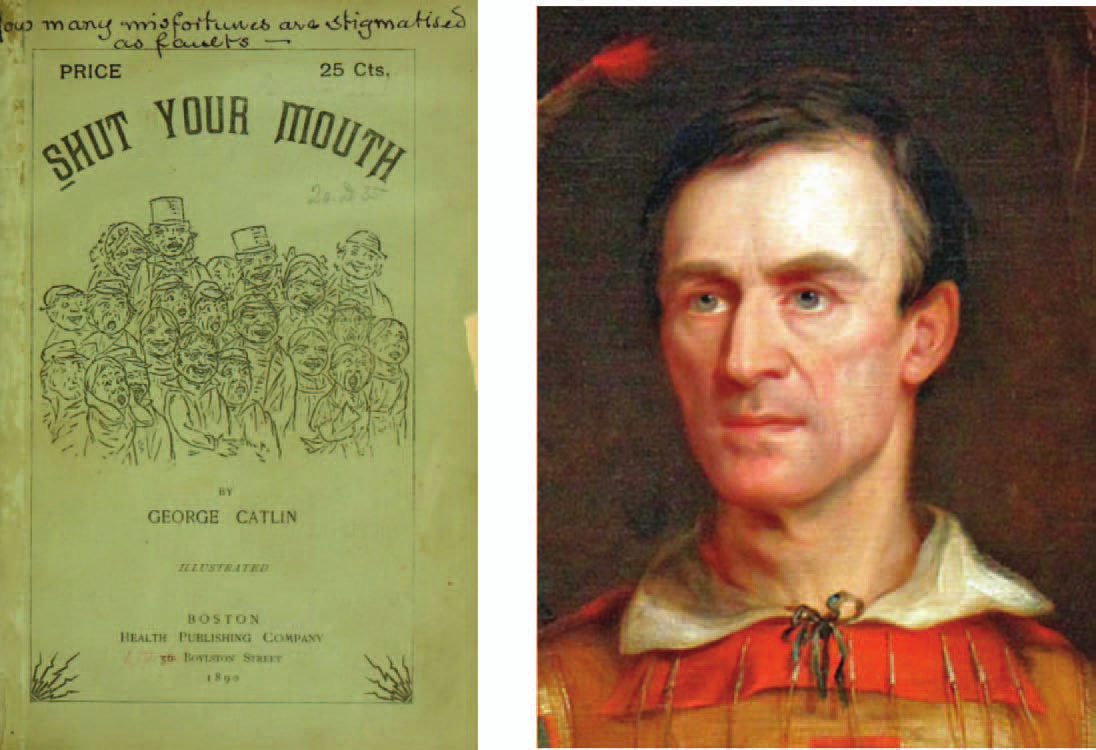 ow many misfortunes are stigmatised
as faults —
PRICE 25 Cts.
SHUT YOUR MOUTH
BY
GEORGE CATLIN
ILLUSTRATED
BOSTON
HEALTH PUBLISHING COMPANY
30 BOYLSTON STREET
1890